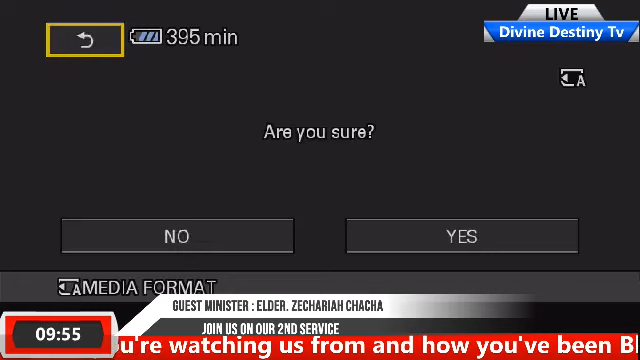 LIVE
Divine Destiny Tv
395 min
A
Are you sure?
NO
YES
A MEDIA FORMAT
GUEST MINISTER : ELDER. ZECHARIAH CHACHA
JOIN US ON OUR 2ND SERVICE
09:55
ou're watching us from and how you've been B